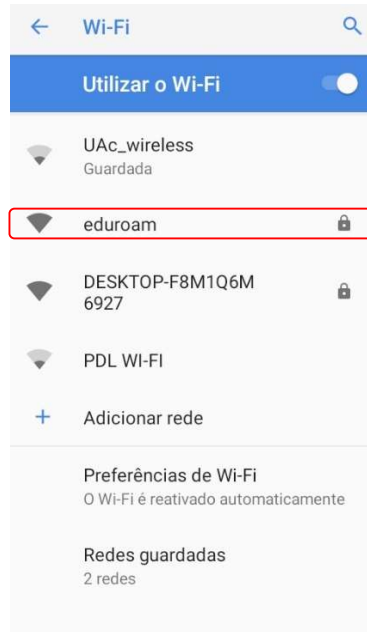 Wi-Fi
Utilizar o Wi-Fi
UAc_wireless
Guardada
eduroam
DESKTOP-F8M1Q6M
6927
PDL WI-FI
Adicionar rede
Preferências de Wi-Fi
O Wi-Fi é reativado automaticamente
Redes guardadas
2 redes